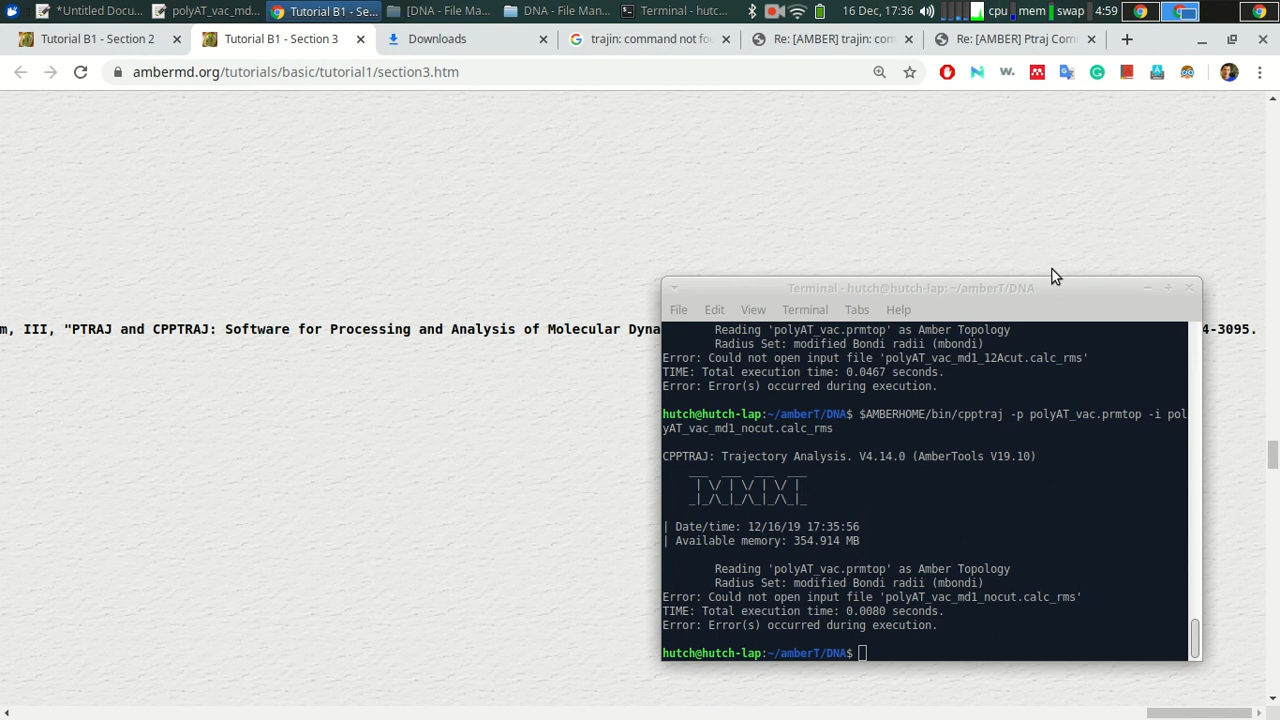 *Untitled Docu... polyAT_vac_md... Tutorial B1 - Se... [DNA - File Ma... DNA - File Man... Terminal - hutc... 16 Dec, 17:36 cpu mem swap 4:59
Tutorial B1 - Section 2 Tutorial B1 - Section 3 Downloads trajin: command not fo Re: [AMBER] trajin: com Re: [AMBER] Ptraj Com
ambermd.org/tutorials/basic/tutorial1/section3.htm
m, III, "PTRAJ and CPPTRAJ: Software for Processing and Analysis of Molecular Dyna 4-3095.
Terminal - hutch@hutch-lap: ~/amberT/DNA
File Edit View Terminal Tabs Help
Reading 'polyAT_vac.prmtop' as Amber Topology
Radius Set: modified Bondi radii (mbondi)
Error: Could not open input file 'polyAT_vac_md1_12Acut.calc_rms'
TIME: Total execution time: 0.0467 seconds.
Error: Error(s) occurred during execution.
hutch@hutch-lap:~/amberT/DNA$ $AMBERHOME/bin/cpptraj -p polyAT_vac.prmtop -i pol
yAT_vac_md1_nocut.calc_rms
CPPTRAJ: Trajectory Analysis. V4.14.0 (AmberTools V19.10)
___  ___  ___  ___
| \/ | \/ | \/ |
_|_/\_|_/\_|_/\_|_
| Date/time: 12/16/19 17:35:56
| Available memory: 354.914 MB
Reading 'polyAT_vac.prmtop' as Amber Topology
Radius Set: modified Bondi radii (mbondi)
Error: Could not open input file 'polyAT_vac_md1_nocut.calc_rms'
TIME: Total execution time: 0.0080 seconds.
Error: Error(s) occurred during execution.
hutch@hutch-lap:~/amberT/DNA$